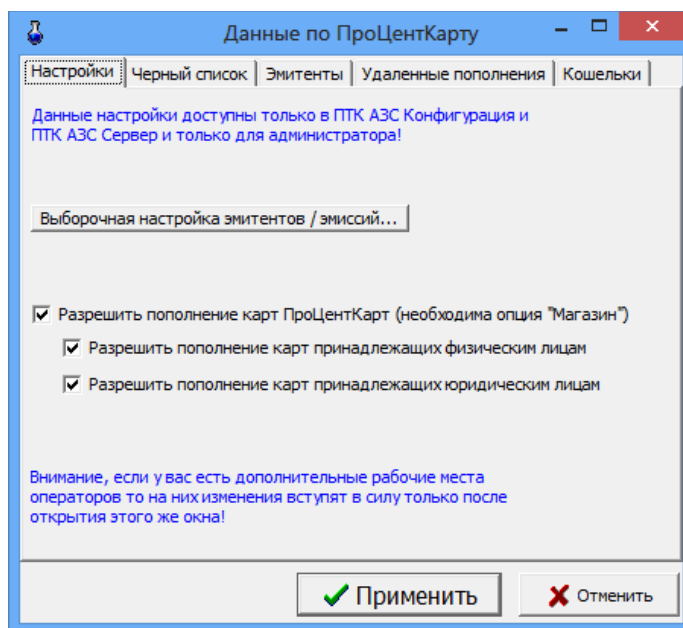 Данные по ПроЦентКарту
Настройки
Черный список
Эмитенты
Удаленные пополнения
Кошельки
Данные настройки доступны только в ПТК АЗС Конфигурация и
ПТК АЗС Сервер и только для администратора!
Выборочная настройка эмитентов / эмиссий...
Разрешить пополнение карт ПроЦентКарт (необходима опция "Магазин")
Разрешить пополнение карт принадлежащих физическим лицам
Разрешить пополнение карт принадлежащих юридическим лицам
Внимание, если у вас есть дополнительные рабочие места
операторов то на них изменения вступят в силу только после
открытия этого же окна!
Применить
Отменить